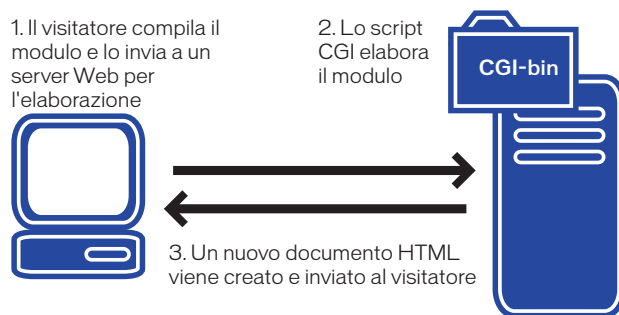 1. Il visitatore compila il
modulo e lo invia a un
server Web per
l'elaborazione
2. Lo script
CGI elabora
il modulo
CGI-bin
3. Un nuovo documento HTML
viene creato e inviato al visitatore